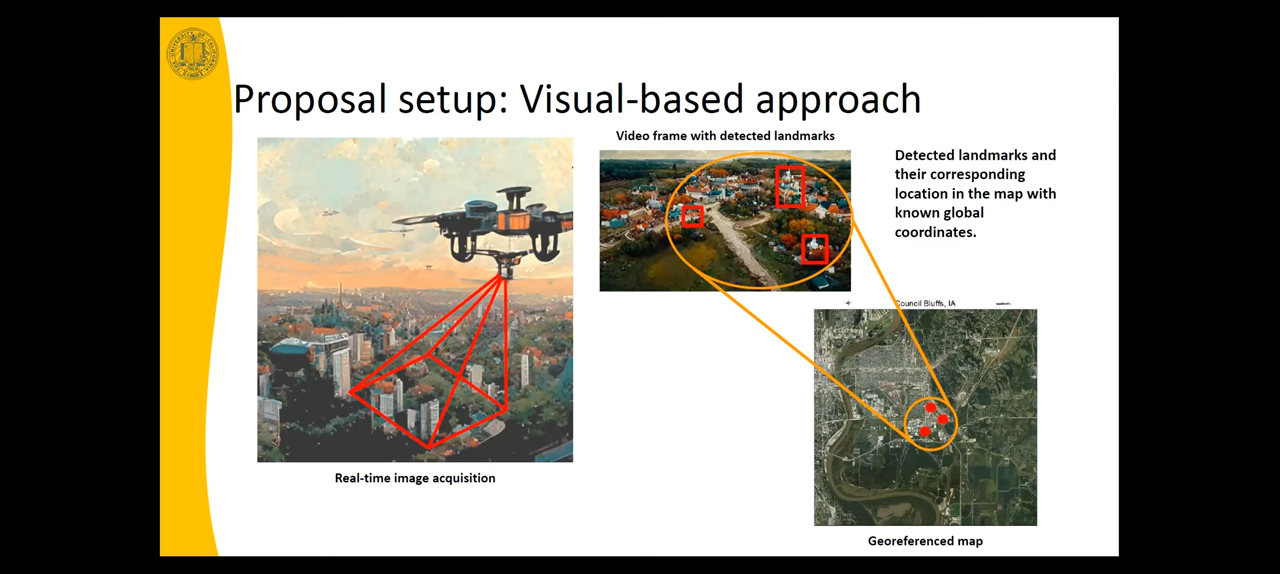 Proposal setup: Visual-based approach
Video frame with detected landmarks
Detected landmarks and
their corresponding
location in the map with
known global
coordinates.
Council Bluffs, IA
Real-time image acquisition
Georeferenced map